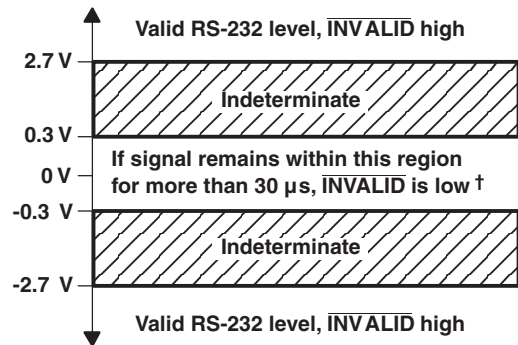 Valid RS-232 level, INVALID high
2.7 V
Indeterminate
0.3 V
If signal remains within this region
0 V
for more than 30 µs, INVALID is low †
-0.3 V
Indeterminate
-2.7 V
Valid RS-232 level, INVALID high